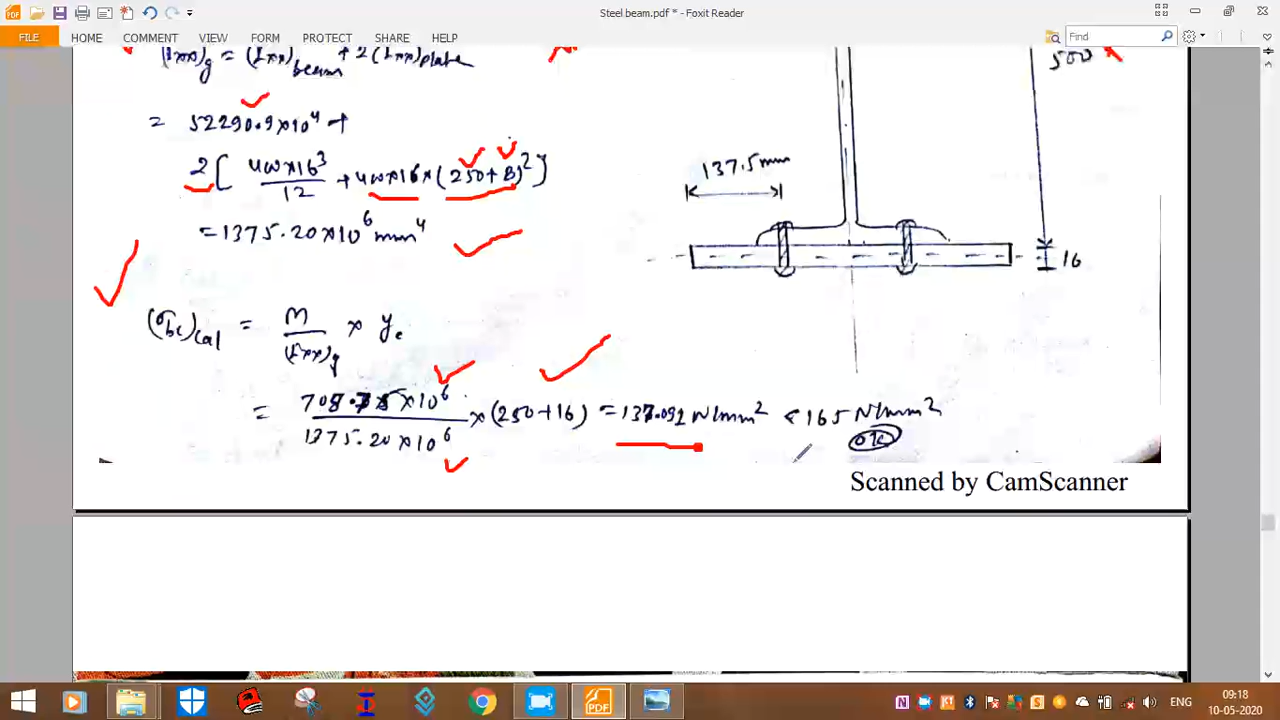 Steel beam.pdf * - Foxit Reader
FILE HOME COMMENT VIEW FORM PROTECT SHARE HELP Find
(Ixx)g = (Ixx)beam + 2(Ixx)plate
500
= 52290.9×10⁴ +
2[ 400×16³/12 + 400×16×(250+8)²]
137.5mm
= 1375.20×10⁶ mm⁴
16
(σbc)cal = M/(Ixx)g × yc
= ×10⁶/1375.20×10⁶ × (250+16) = 137.092 N/mm² < 165 N/mm²
OK
Scanned by CamScanner
PDF
ENG
09:18
10-05-2020